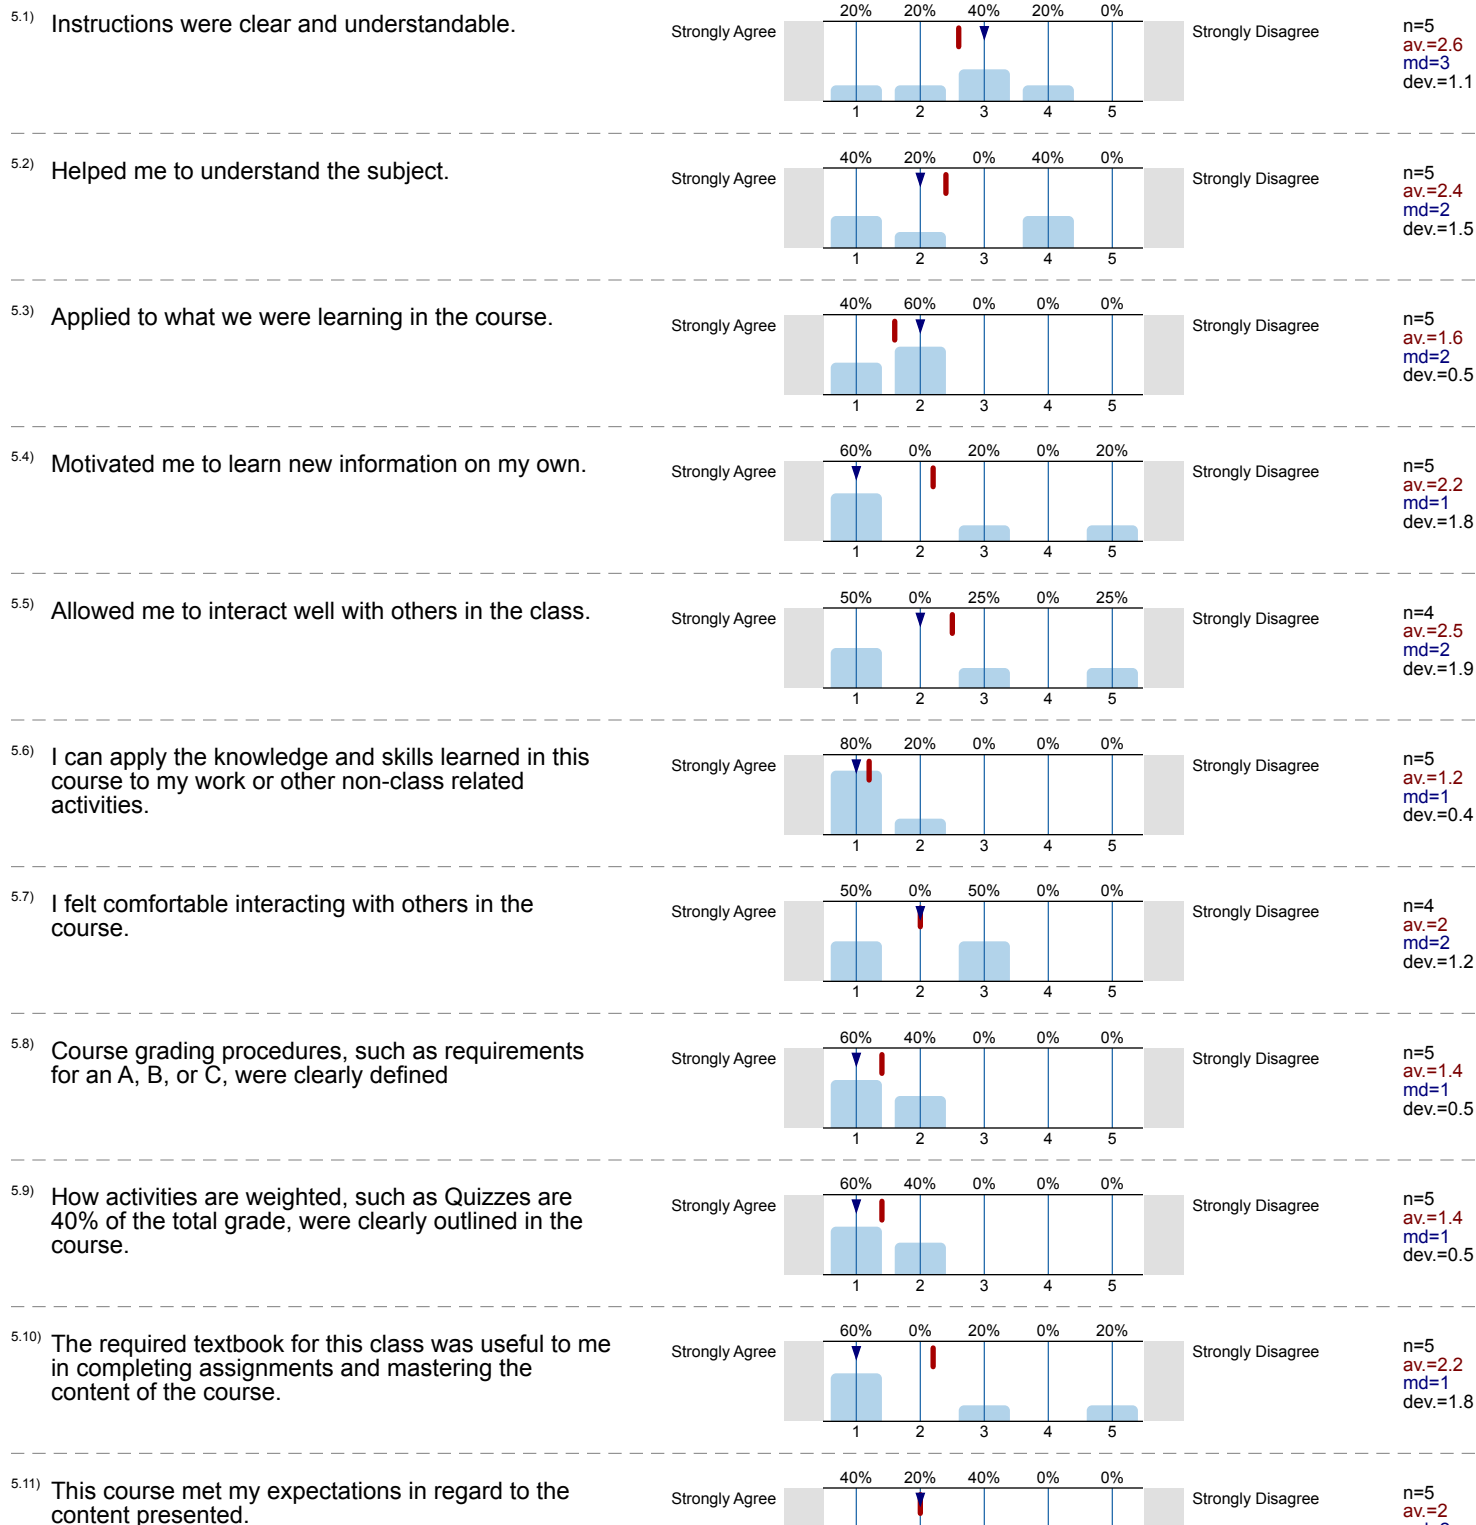 5.1) Instructions were clear and understandable.
20% 20% 40% 20% 0%
Strongly Agree Strongly Disagree
n=5
av.=2.6
md=3
dev.=1.1
1 2 3 4 5
5.2) Helped me to understand the subject.
40% 20% 0% 40% 0%
Strongly Agree Strongly Disagree
n=5
av.=2.4
md=2
dev.=1.5
1 2 3 4 5
5.3) Applied to what we were learning in the course.
40% 60% 0% 0% 0%
Strongly Agree Strongly Disagree
n=5
av.=1.6
md=2
dev.=0.5
1 2 3 4 5
5.4) Motivated me to learn new information on my own.
60% 0% 20% 0% 20%
Strongly Agree Strongly Disagree
n=5
av.=2.2
md=1
dev.=1.8
1 2 3 4 5
5.5) Allowed me to interact well with others in the class.
50% 0% 25% 0% 25%
Strongly Agree Strongly Disagree
n=4
av.=2.5
md=2
dev.=1.9
1 2 3 4 5
5.6) I can apply the knowledge and skills learned in this
course to my work or other non-class related
activities.
80% 20% 0% 0% 0%
Strongly Agree Strongly Disagree
n=5
av.=1.2
md=1
dev.=0.4
1 2 3 4 5
5.7) I felt comfortable interacting with others in the
course.
50% 0% 50% 0% 0%
Strongly Agree Strongly Disagree
n=4
av.=2
md=2
dev.=1.2
1 2 3 4 5
5.8) Course grading procedures, such as requirements
for an A, B, or C, were clearly defined
60% 40% 0% 0% 0%
Strongly Agree Strongly Disagree
n=5
av.=1.4
md=1
dev.=0.5
1 2 3 4 5
5.9) How activities are weighted, such as Quizzes are
40% of the total grade, were clearly outlined in the
course.
60% 40% 0% 0% 0%
Strongly Agree Strongly Disagree
n=5
av.=1.4
md=1
dev.=0.5
1 2 3 4 5
5.10) The required textbook for this class was useful to me
in completing assignments and mastering the
content of the course.
60% 0% 20% 0% 20%
Strongly Agree Strongly Disagree
n=5
av.=2.2
md=1
dev.=1.8
1 2 3 4 5
5.11) This course met my expectations in regard to the
content presented.
40% 20% 40% 0% 0%
Strongly Agree Strongly Disagree
n=5
av.=2